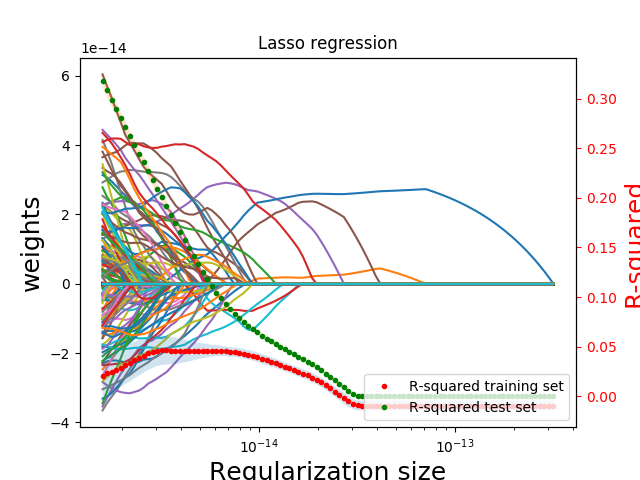 Lasso regression
1e−14
6
4
2
0
−2
−4
weights
0.30
0.25
0.20
0.15
0.10
0.05
0.00
R-squared
R-squared training set
R-squared test set
10⁻¹⁴
10⁻¹³
Regularization size